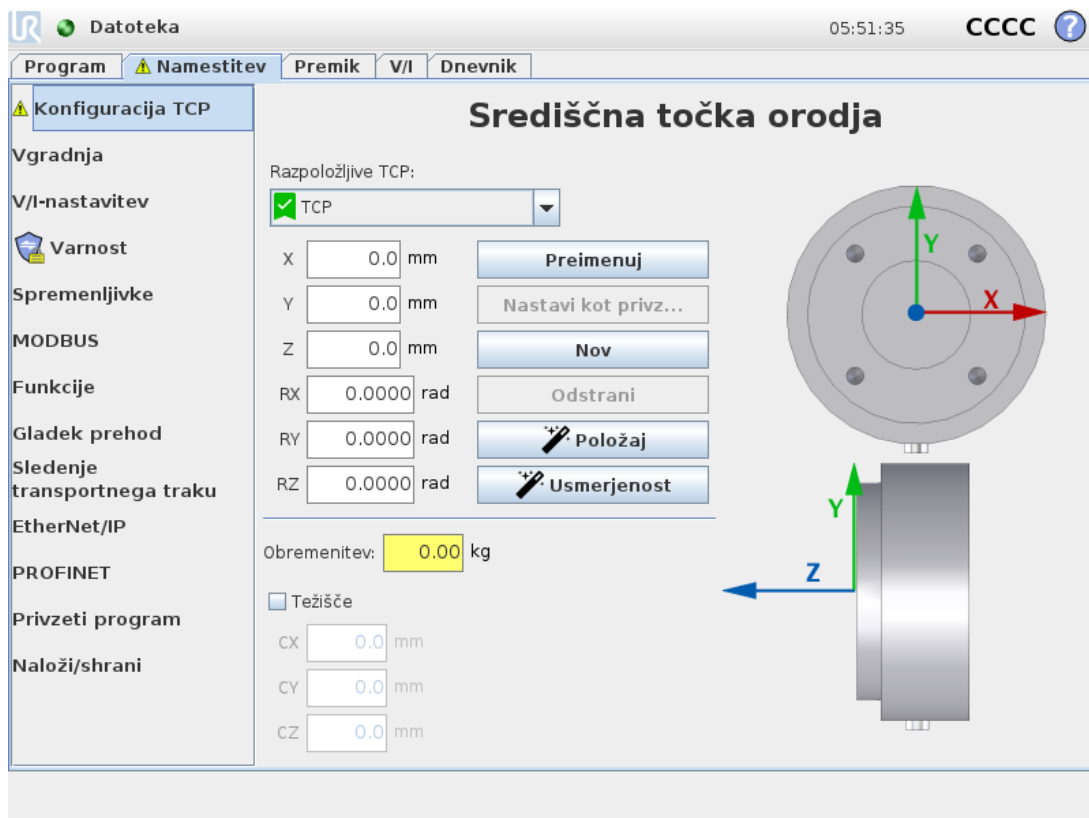 UR Datoteka 05:51:35 CCCC ?
Program Namestitev Premik V/I Dnevnik
Konfiguracija TCP
Vgradnja
V/I-nastavitev
Varnost
Spremenljivke
MODBUS
Funkcije
Gladek prehod
Sledenje
transportnega traku
EtherNet/IP
PROFINET
Privzeti program
Naloži/shrani
Središčna točka orodja
Razpoložljive TCP:
TCP
X 0.0 mm Preimenuj
Y 0.0 mm Nastavi kot privz...
Z 0.0 mm Nov
RX 0.0000 rad Odstrani
RY 0.0000 rad Položaj
RZ 0.0000 rad Usmerjenost
Obremenitev: 0.00 kg
Težišče
CX 0.0 mm
CY 0.0 mm
CZ 0.0 mm
Y
X
Y
Z